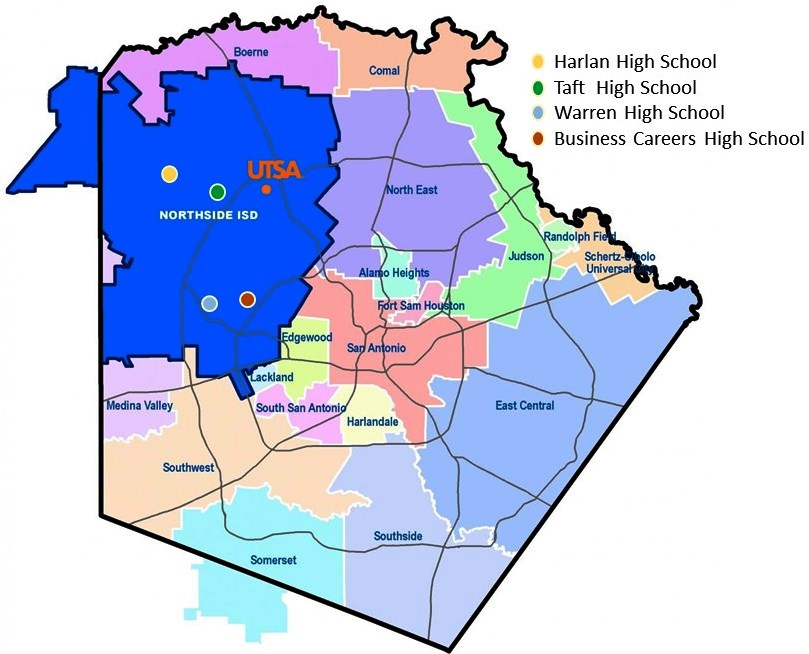 Boerne
Comal
Harlan High School
Taft High School
Warren High School
Business Careers High School
UTSA
North East
NORTHSIDE ISD
Randolph Field
Judson
Schertz-Cibolo
Alamo Heights
Fort Sam Houston
Edgewood
San Antonio
Lackland
Medina Valley
South San Antonio
East Central
Harlandale
Southwest
Southside
Somerset